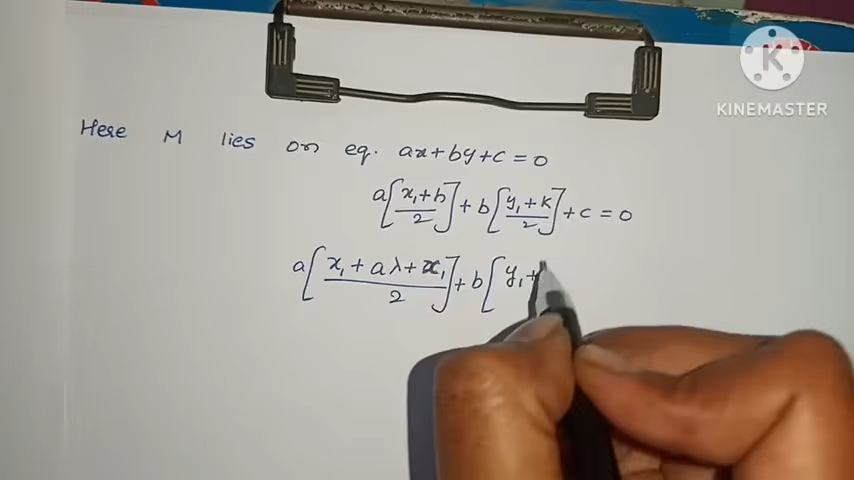 KINEMASTER
Here M lies on eq. ax+by+c=0
a[x₁+h/2]+b[y₁+k/2]+c=0
a[x₁+aλ+x₁/2]+b[y₁+